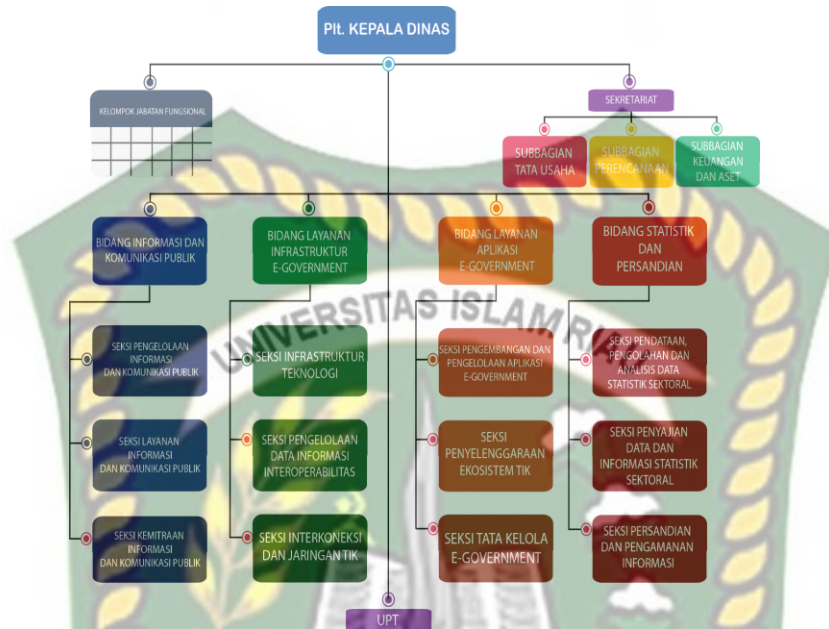 Plt. KEPALA DINAS
KELOMPOK JABATAN FUNGSIONAL
SEKRETARIAT
SUBBAGIAN
TATA USAHA
SUBBAGIAN
PERENCANAAN
SUBBAGIAN
KEUANGAN
DAN ASET
BIDANG INFORMASI DAN
KOMUNIKASI PUBLIK
BIDANG LAYANAN
INFRASTRUKTUR
E-GOVERNMENT
BIDANG LAYANAN
APLIKASI
E-GOVERNMENT
BIDANG STATISTIK
DAN
PERSANDIAN
UNIVERSITAS ISLAM RIAU
SEKSI PENGELOLAAN
INFORMASI
DAN KOMUNIKASI PUBLIK
SEKSI INFRASTRUKTUR
TEKNOLOGI
SEKSI PENGEMBANGAN DAN
PENGELOLAAN APLIKASI
E-GOVERNMENT
SEKSI PENDATAAN,
PENGOLAHAN DAN
ANALISIS DATA
STATISTIK SEKTORAL
SEKSI LAYANAN
INFORMASI
DAN KOMUNIKASI PUBLIK
SEKSI PENGELOLAAN
DATA INFORMASI
INTEROPERABILITAS
SEKSI
PENYELENGGARAAN
EKOSISTEM TIK
SEKSI PENYAJIAN
DATA DAN
INFORMASI STATISTIK
SEKTORAL
SEKSI KEMITRAAN
INFORMASI
DAN KOMUNIKASI PUBLIK
SEKSI INTERKONEKSI
DAN JARINGAN TIK
SEKSI TATA KELOLA
E-GOVERNMENT
SEKSI PERSANDIAN
DAN PENGAMANAN
INFORMASI
UPT